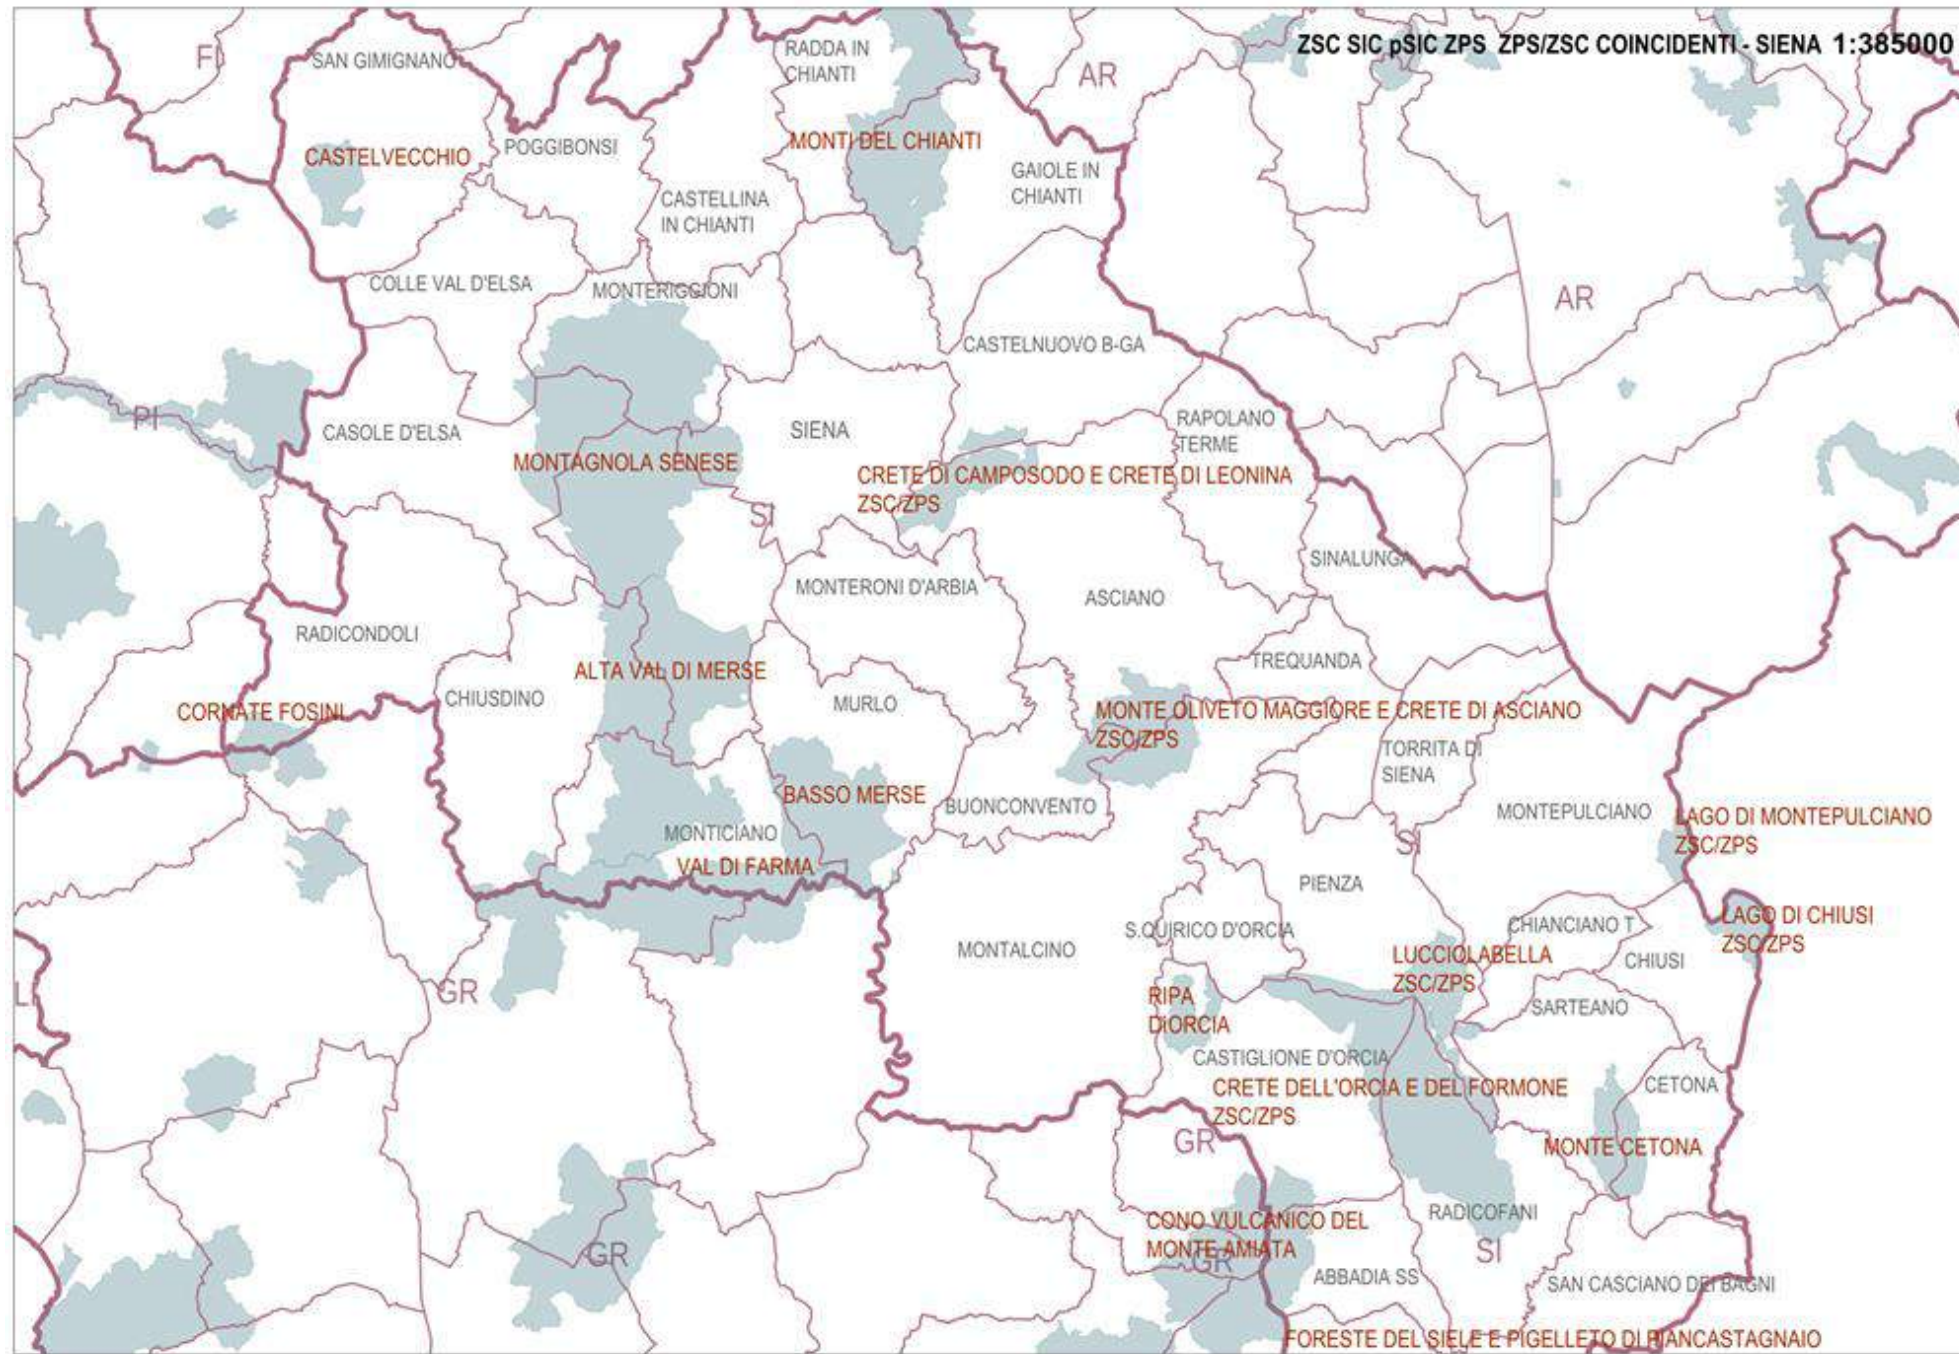 ZSC SIC pSIC ZPS ZPS/ZSC COINCIDENTI - SIENA 1:385000
FI
SAN GIMIGNANO
RADDA IN
CHIANTI
AR
CASTELVECCHIO
POGGIBONSI
MONTI DEL CHIANTI
GAIOLE IN
CHIANTI
CASTELLINA
IN CHIANTI
COLLE VAL D'ELSA
MONTERIGGIONI
AR
CASTELNUOVO B-GA
PI
CASOLE D'ELSA
SIENA
RAPOLANO
TERME
MONTAGNOLA SENESE
CRETE DI CAMPOSODO E CRETE DI LEONINA
ZSC/ZPS
SI
SINALUNGA
MONTERONI D'ARBIA
ASCIANO
RADICONDOLI
TREQUANDA
ALTA VAL DI MERSE
CHIUSDINO
MURLO
CORNATE FOSINI
MONTE OLIVETO MAGGIORE E CRETE DI ASCIANO
ZSC/ZPS
TORRITA DI
SIENA
BASSO MERSE
BUONCONVENTO
MONTEPULCIANO
LAGO DI MONTEPULCIANO
ZSC/ZPS
MONTICIANO
SI
VAL DI FARMA
PIENZA
LAGO DI CHIUSI
ZSC/ZPS
CHIANCIANO T
S.QUIRICO D'ORCIA
MONTALCINO
LUCCIOLABELLA
ZSC/ZPS
CHIUSI
LI
GR
RIPA
DiORCIA
SARTEANO
CASTIGLIONE D'ORCIA
CRETE DELL'ORCIA E DEL FORMONE
ZSC/ZPS
CETONA
GR
MONTE CETONA
RADICOFANI
CONO VULCANICO DEL
MONTE AMIATA
GR
GR
SI
ABBADIA SS
SAN CASCIANO DEI BAGNI
FORESTE DEL SIELE E PIGELLETO DI PIANCASTAGNAIO